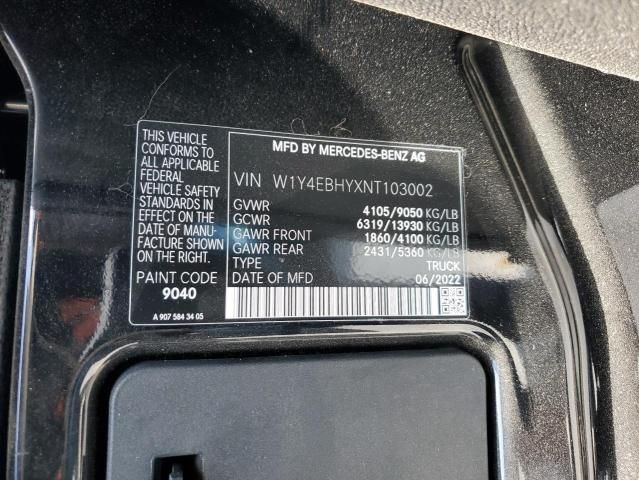 THIS VEHICLE
CONFORMS TO
ALL APPLICABLE
FEDERAL
VEHICLE SAFETY
STANDARDS IN
EFFECT ON THE
DATE OF MANU-
FACTURE SHOWN
ON THE RIGHT.
PAINT CODE
9040
A 907 584 34 05
MFD BY MERCEDES-BENZ AG
VIN W1Y4EBHYXNT103002
GVWR 4105/9050 KG/LB
GCWR 6319/13930 KG/LB
GAWR FRONT 1860/4100 KG/LB
GAWR REAR 2431/5360 KG/LB
TYPE TRUCK
DATE OF MFD 06/2022